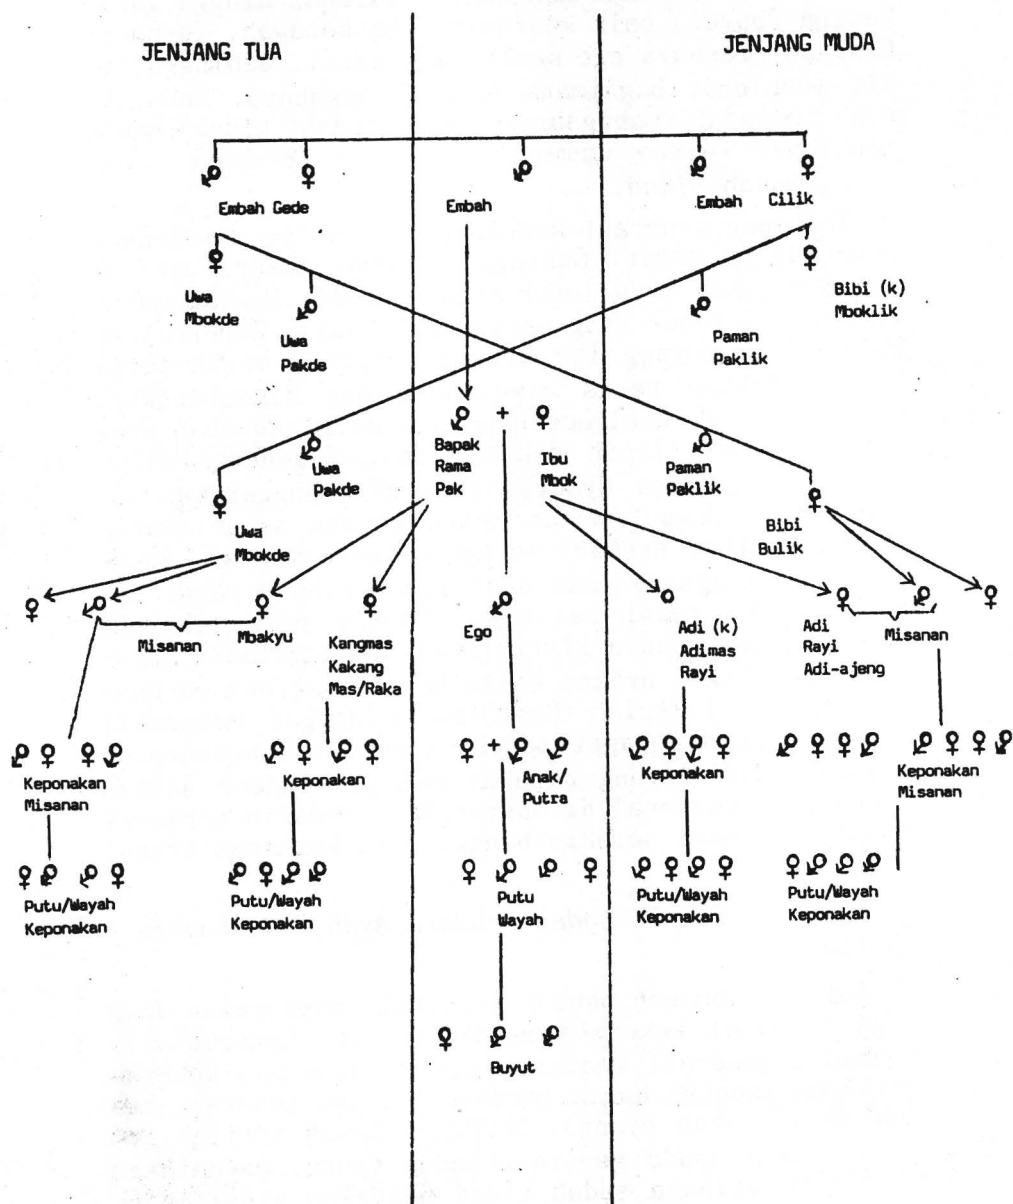 JENJANG TUA
JENJANG MUDA
Embah Gede
Embah
Embah Cilik
Uwa
Mbokde
Uwa
Pakde
Paman
Paklik
Bibi (k)
Mboklik
+
Uwa
Pakde
Bapak
Rama
Pak
Ibu
Mbok
Paman
Paklik
Uwa
Mbokde
Bibi
Bulik
Misanan
Mbakyu
Kangmas
Kakang
Mas/Raka
Ego
Adi (k)
Adimas
Rayi
Adi
Rayi
Adi-ajeng
Misanan
Keponakan
Misanan
Keponakan
+
Anak/
Putra
Keponakan
Keponakan
Misanan
Putu/Wayah
Keponakan
Putu/Wayah
Keponakan
Putu
Wayah
Putu/Wayah
Keponakan
Putu/Wayah
Keponakan
Buyut